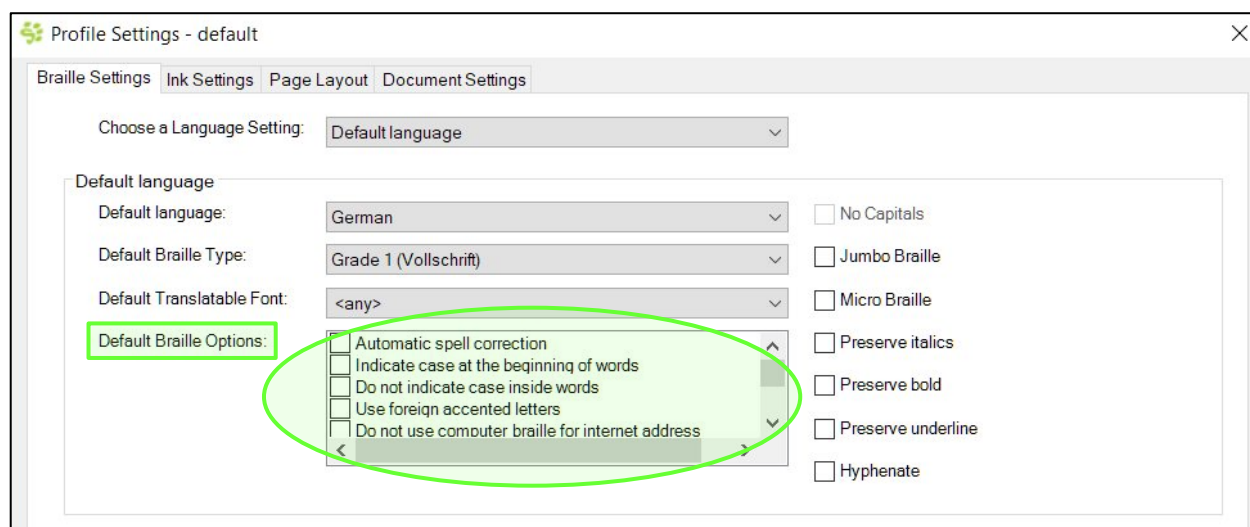 Profile Settings - default
Braille Settings Ink Settings Page Layout Document Settings
Choose a Language Setting: Default language
Default language
Default language: German No Capitals
Default Braille Type: Grade 1 (Vollschrift) Jumbo Braille
Default Translatable Font: <any> Micro Braille
Default Braille Options: Automatic spell correction Preserve italics
Indicate case at the beginning of words
Do not indicate case inside words Preserve bold
Use foreign accented letters
Do not use computer braille for internet address Preserve underline
Hyphenate